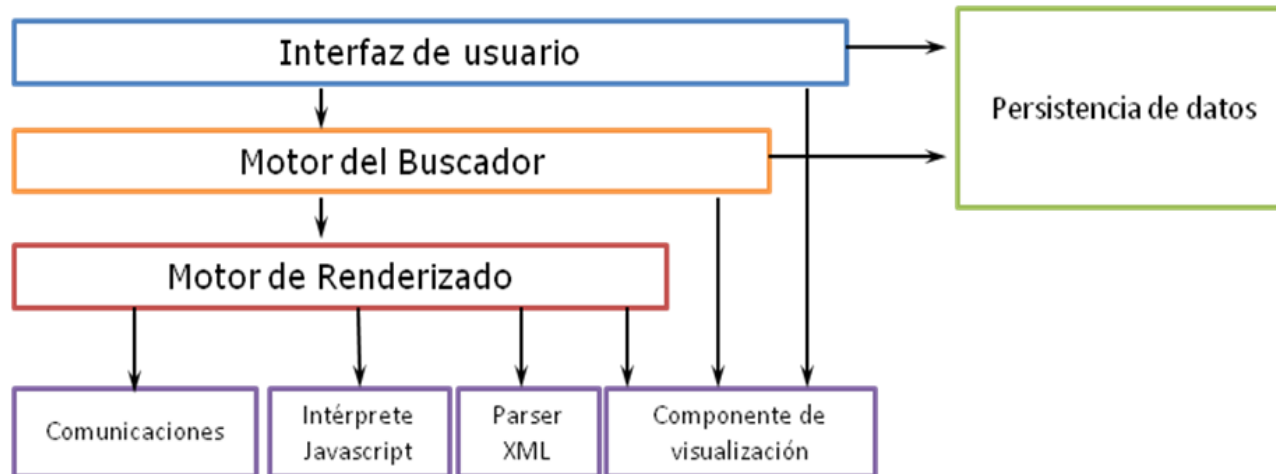 Interfaz de usuario
Persistencia de datos
Motor del Buscador
Motor de Renderizado
Comunicaciones
Intérprete
Javascript
Parser
XML
Componente de
visualización